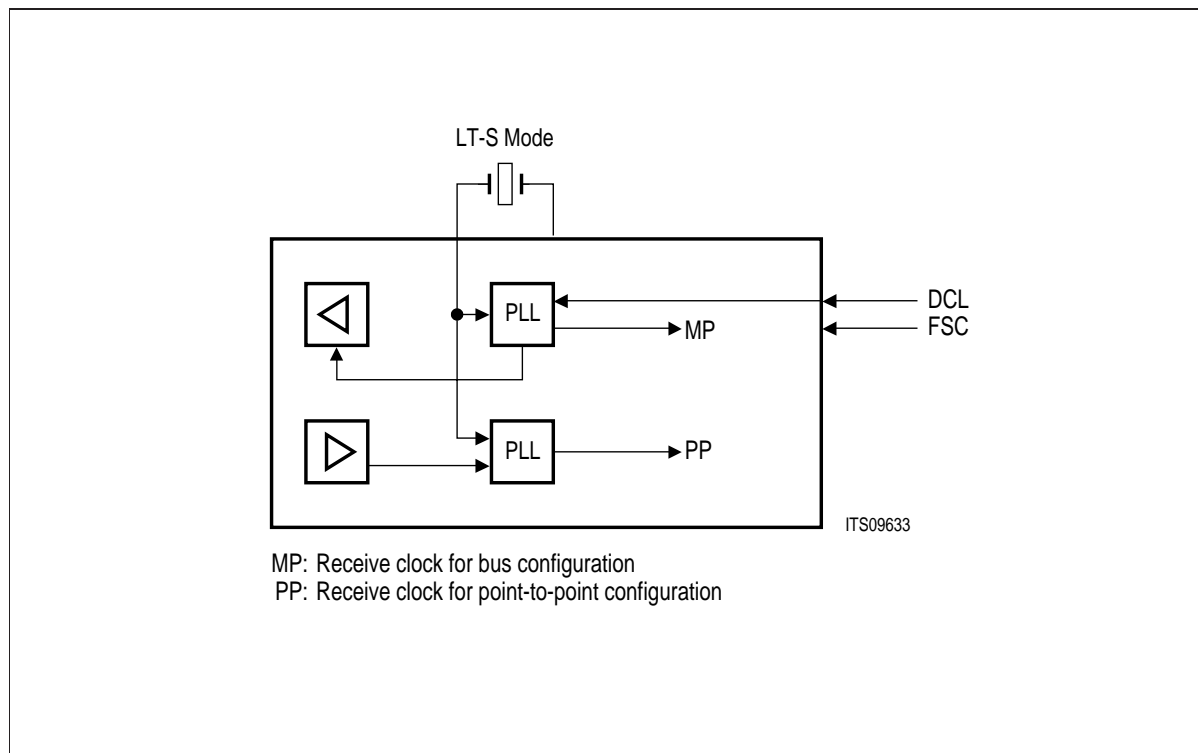 LT-S Mode
PLL
DCL
MP
FSC
PLL
PP
ITS09633
MP: Receive clock for bus configuration
PP: Receive clock for point-to-point configuration